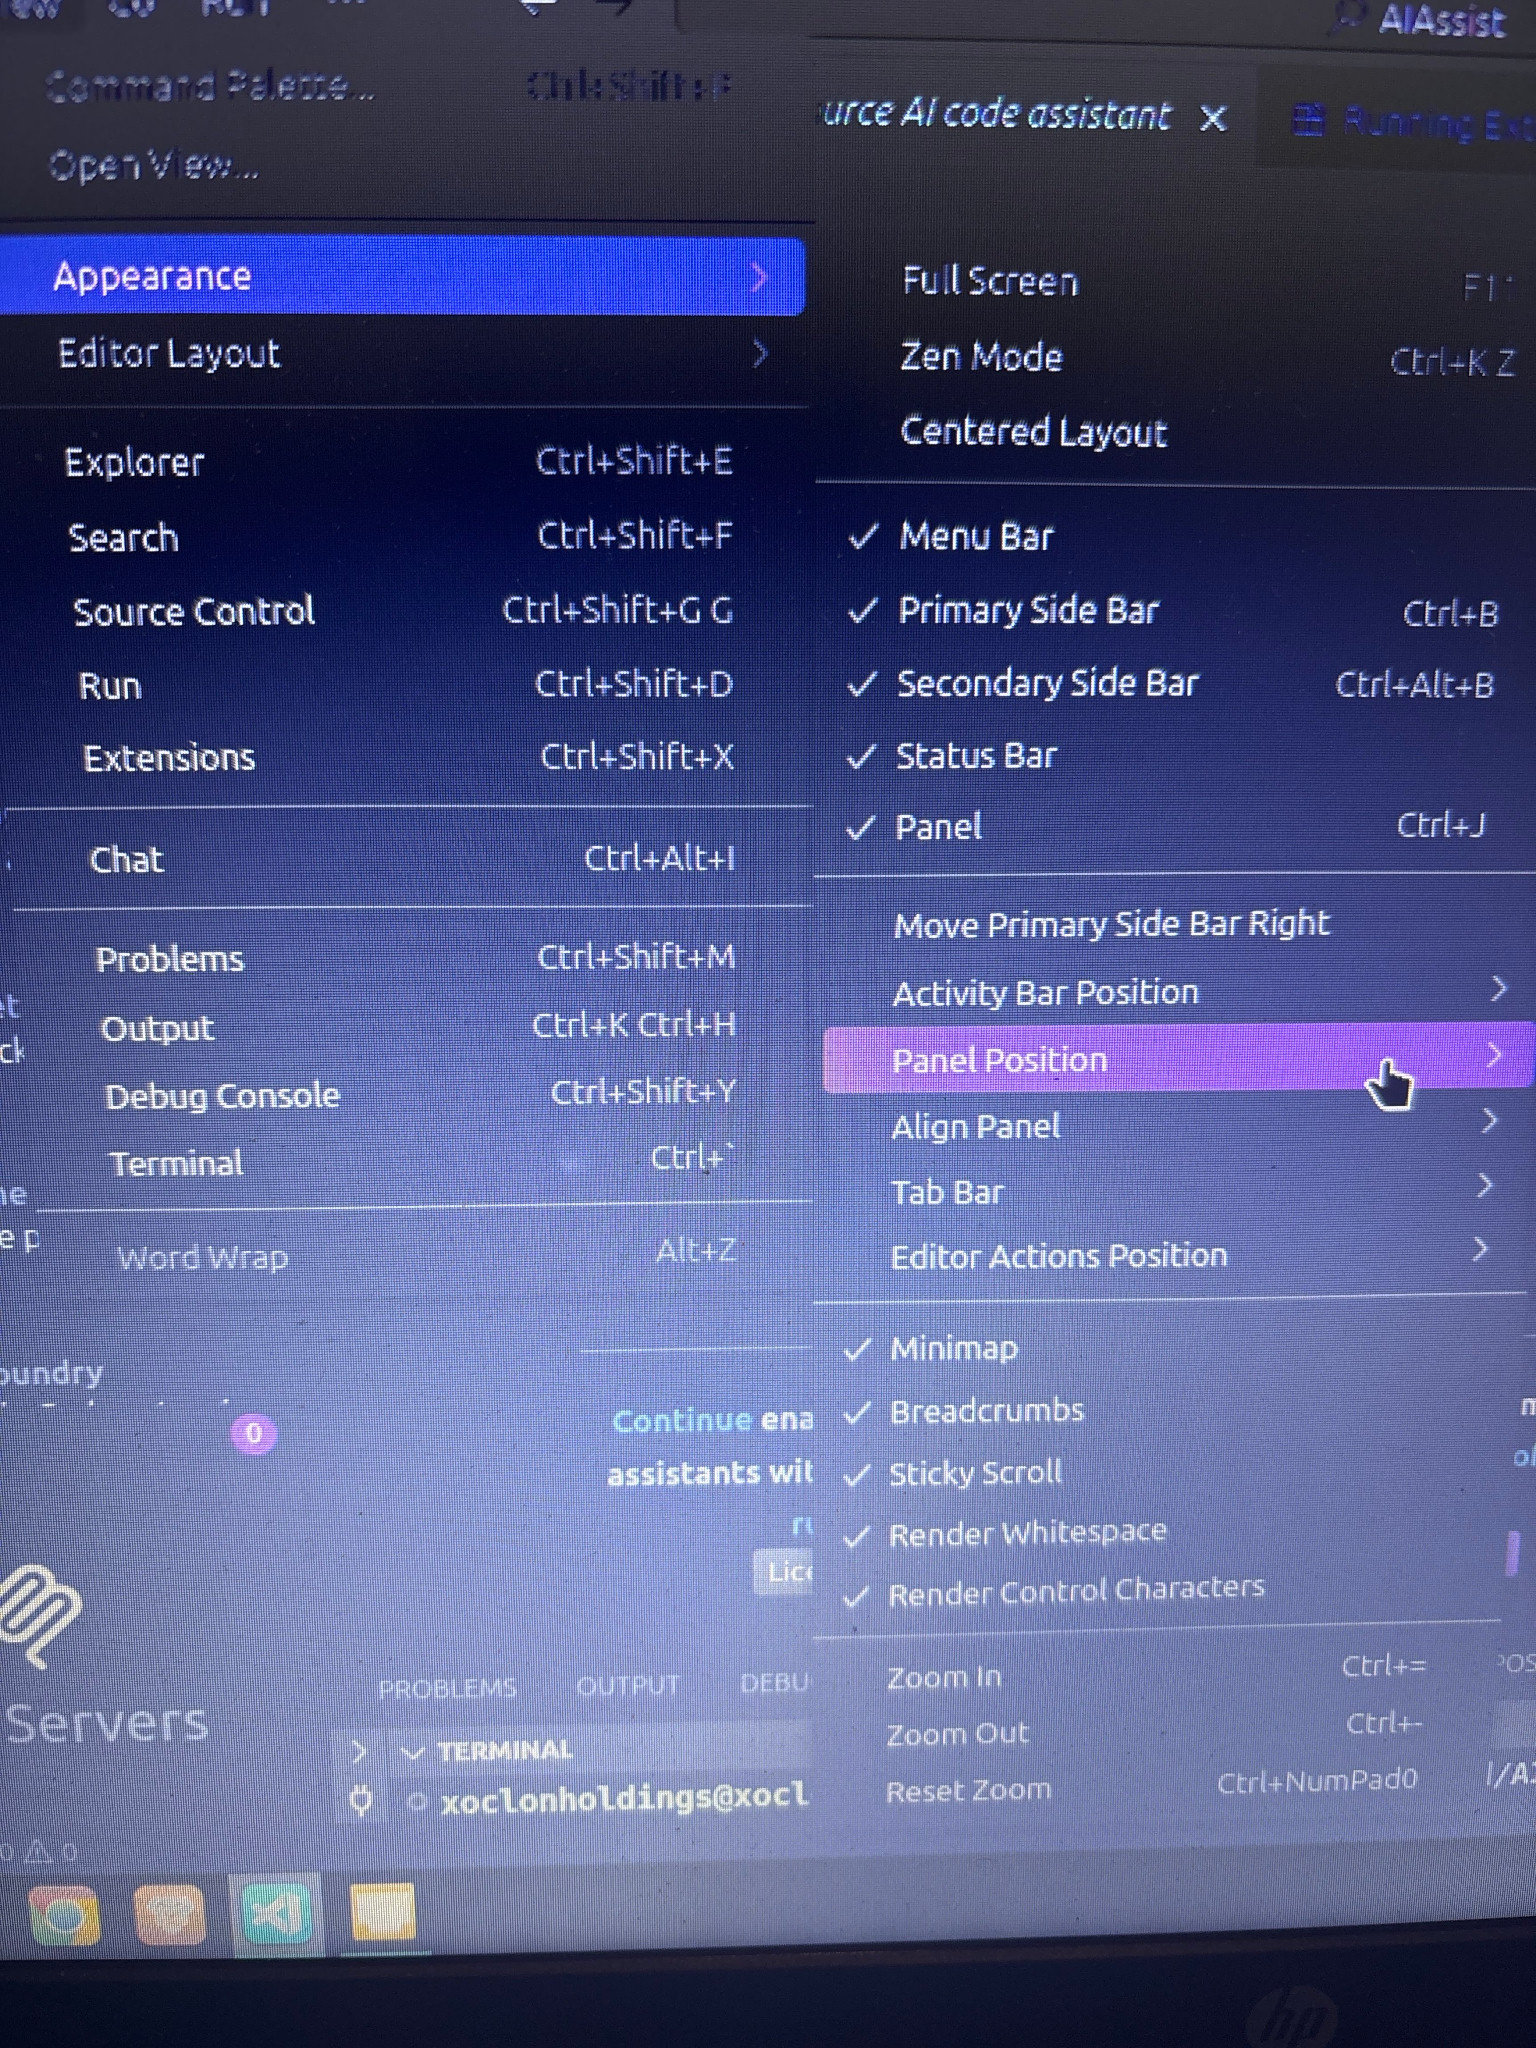 AIAssist
Command Palette...
Open View...
urce AI code assistant
Running Ext
Appearance
Editor Layout
Explorer Ctrl+Shift+E
Search Ctrl+Shift+F
Source Control Ctrl+Shift+G G
Run Ctrl+Shift+D
Extensions Ctrl+Shift+X
Chat Ctrl+Alt+I
Problems Ctrl+Shift+M
Output Ctrl+K Ctrl+H
Debug Console Ctrl+Shift+Y
Terminal Ctrl+`
Word Wrap Alt+Z
Full Screen
Zen Mode Ctrl+K Z
Centered Layout
Menu Bar
Primary Side Bar Ctrl+B
Secondary Side Bar Ctrl+Alt+B
Status Bar
Panel Ctrl+J
Move Primary Side Bar Right
Activity Bar Position
Panel Position
Align Panel
Tab Bar
Editor Actions Position
Minimap
Breadcrumbs
Sticky Scroll
Render Whitespace
Render Control Characters
Zoom In Ctrl+=
Zoom Out Ctrl+-
Reset Zoom Ctrl+NumPad0
oundry
0
Continue ena
assistants wit
Lice
Servers
PROBLEMS OUTPUT DEBU
TERMINAL
xoclonholdings@xocl
0 0
hp